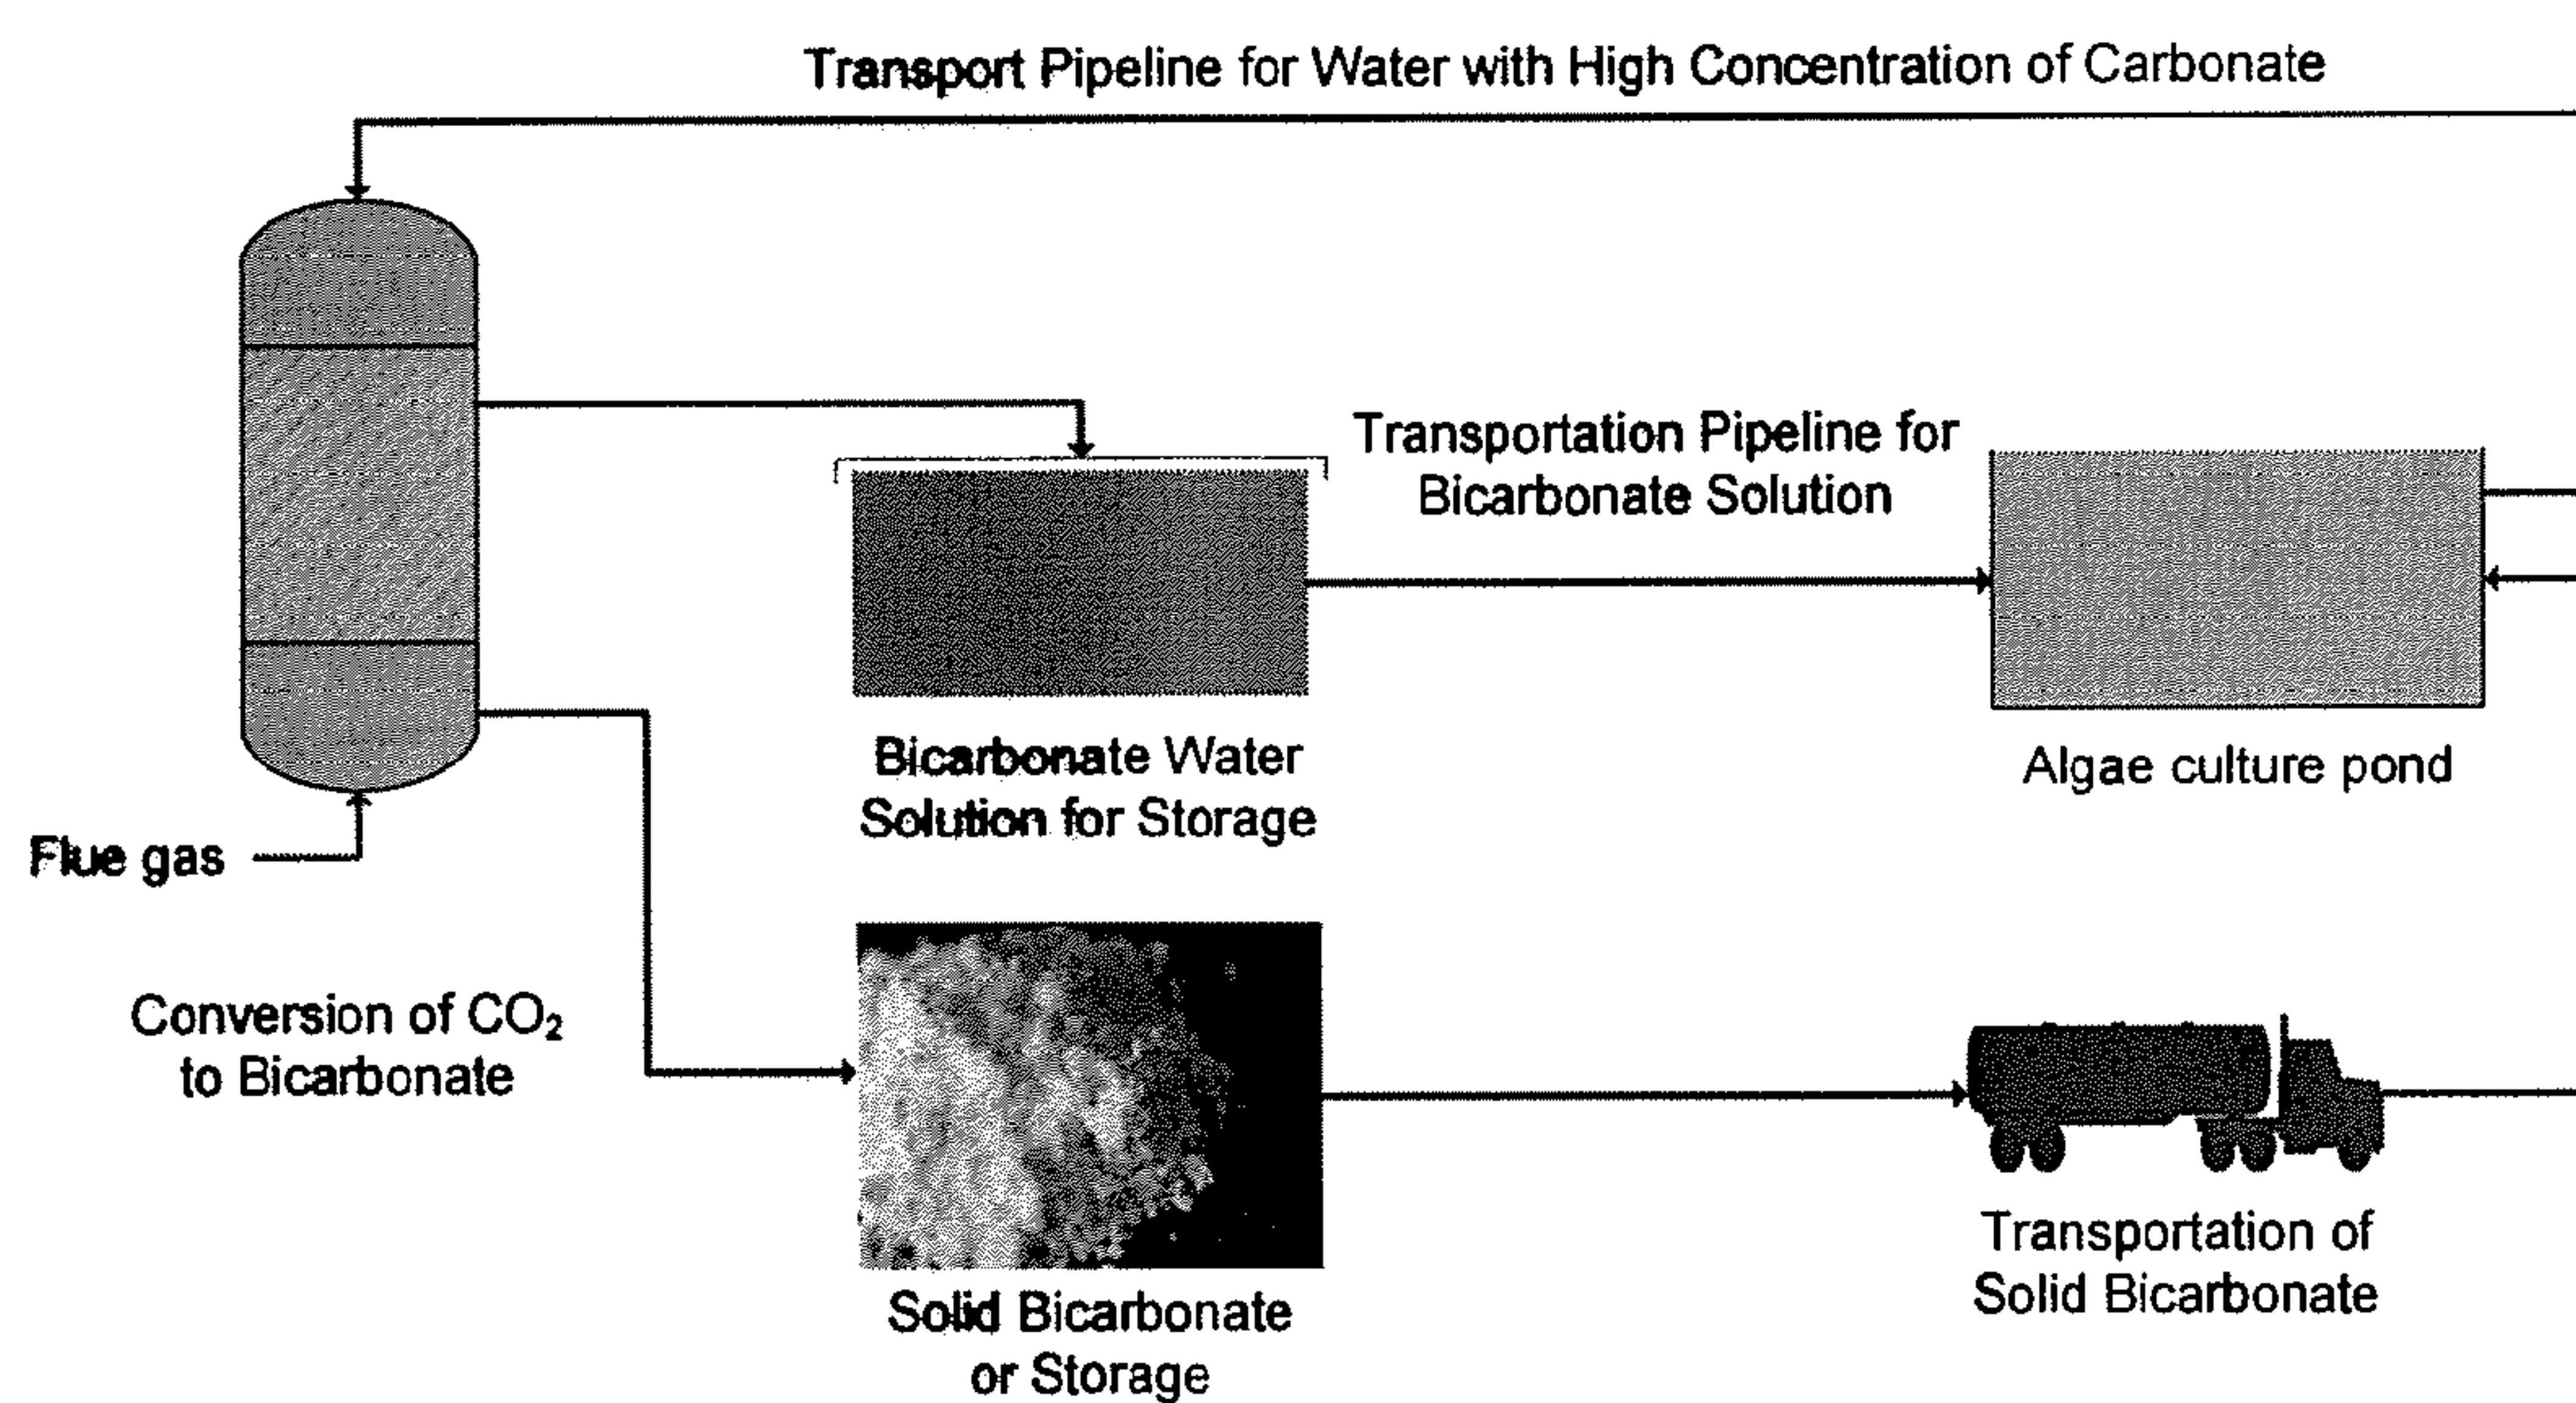 Transport Pipeline for Water with High Concentration of Carbonate
Transportation Pipeline for
Bicarbonate Solution
Bicarbonate Water
Solution for Storage
Algae culture pond
Flue gas
Conversion of CO₂
to Bicarbonate
Transportation of
Solid Bicarbonate
Solid Bicarbonate
or Storage